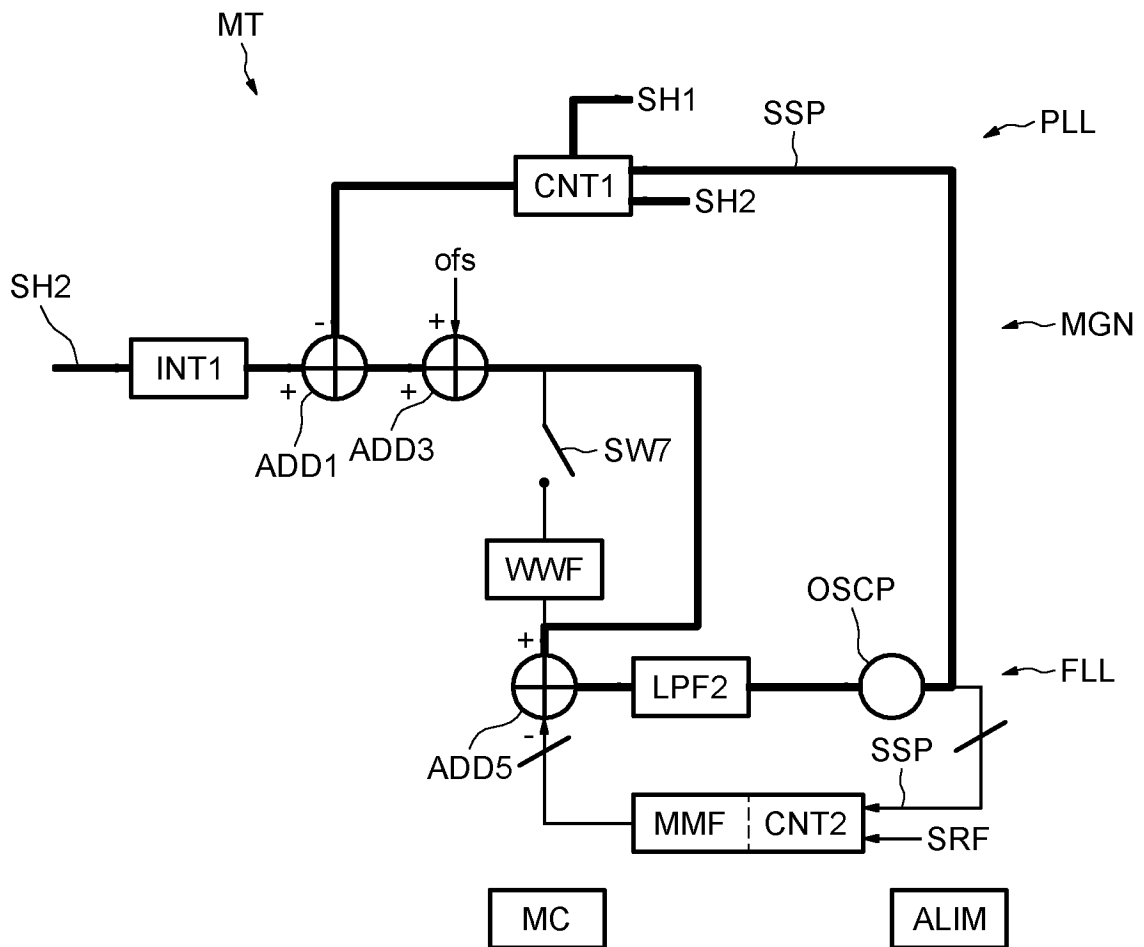 MT
SH1
SSP
PLL
CNT1
SH2
ofs
SH2
MGN
- +
INT1
+ +
ADD1
ADD3
SW7
WWF
OSCP
+
LPF2
FLL
-
ADD5
SSP
MMF
CNT2
SRF
MC
ALIM